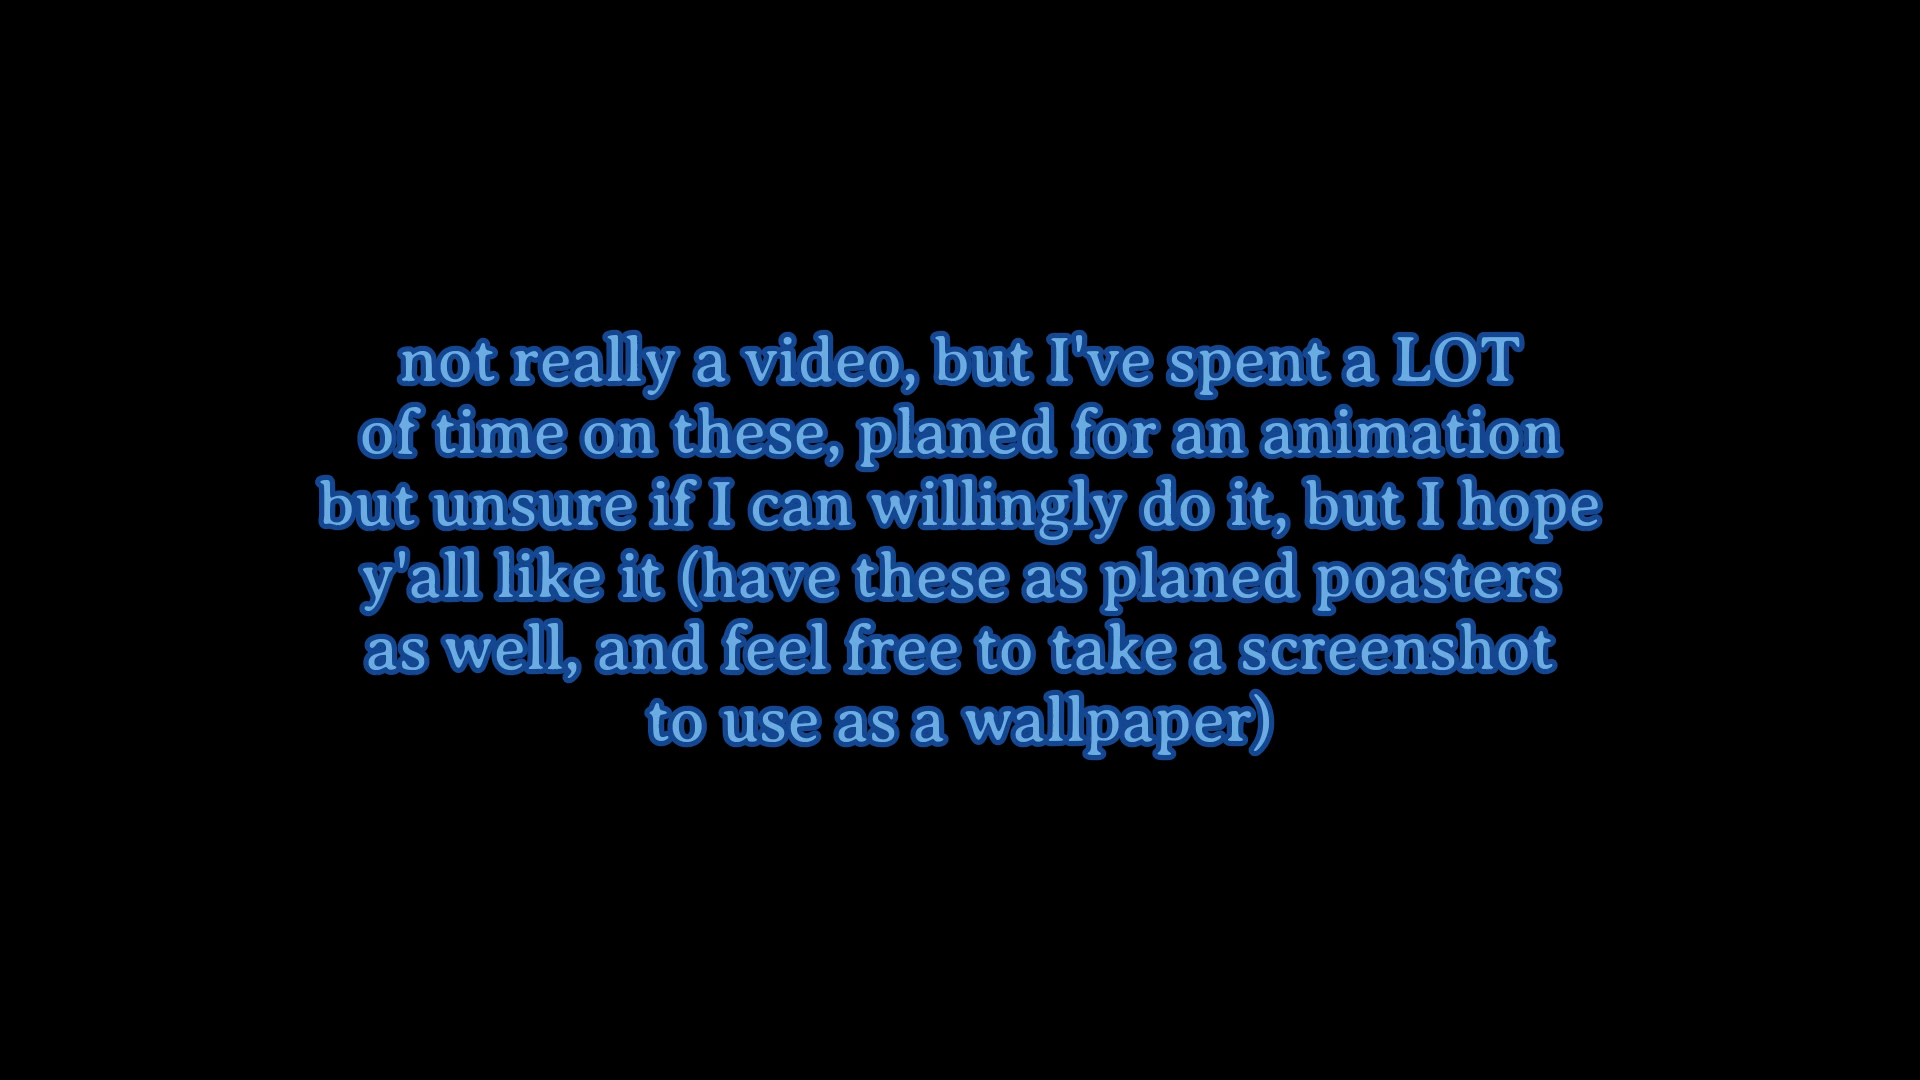 not really a video, but I've spent a LOT
of time on these, planed for an animation
but unsure if I can willingly do it, but I hope
y'all like it (have these as planed poasters
as well, and feel free to take a screenshot
to use as a wallpaper)